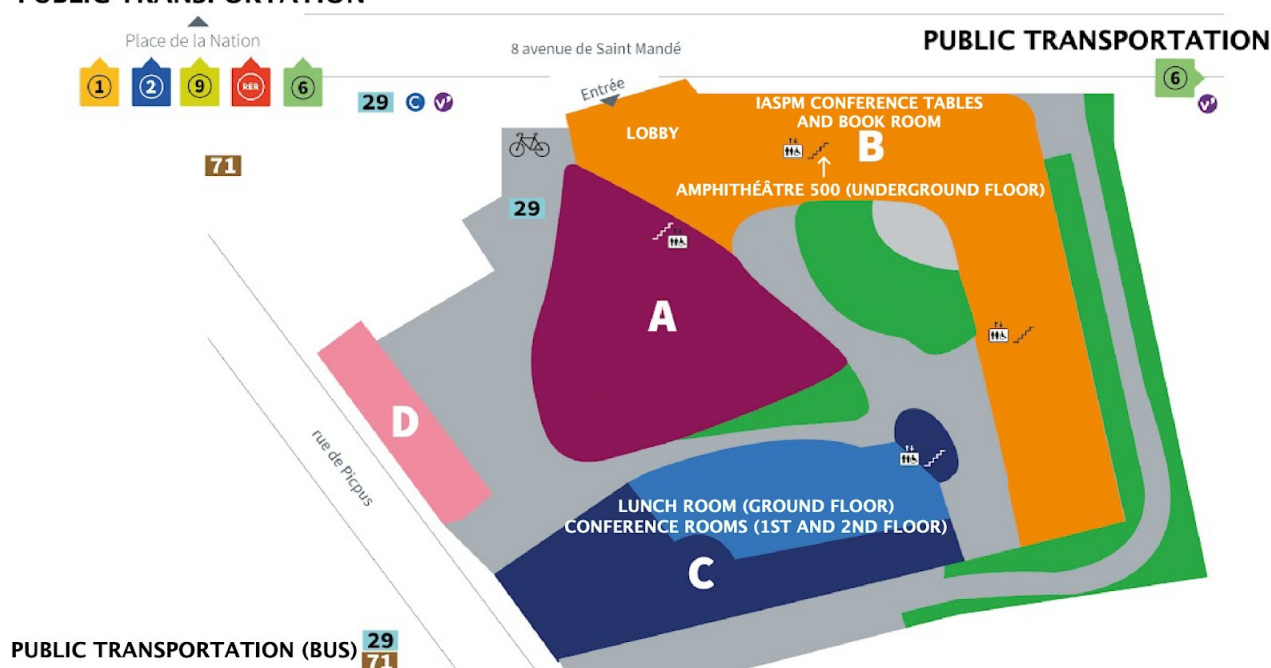 PUBLIC TRANSPORTATION
Place de la Nation
1 2 9 RER 6
29 C V
71
8 avenue de Saint Mandé
Entrée
PUBLIC TRANSPORTATION
6
V
LOBBY
IASPM CONFERENCE TABLES
AND BOOK ROOM
B
AMPHITHÉÂTRE 500 (UNDERGROUND FLOOR)
29
A
D
rue de Picpus
LUNCH ROOM (GROUND FLOOR)
CONFERENCE ROOMS (1ST AND 2ND FLOOR)
C
PUBLIC TRANSPORTATION (BUS)
29
71